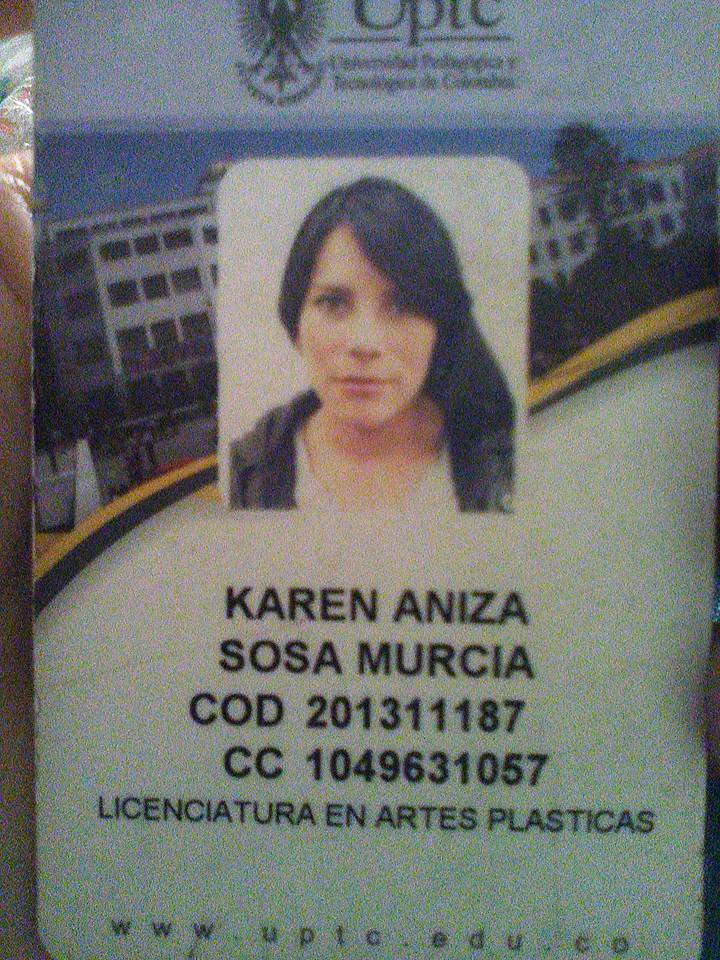 Uptc
Universidad Pedagógica y
Tecnológica de Colombia
KAREN ANIZA
SOSA MURCIA
COD 201311187
CC 1049631057
LICENCIATURA EN ARTES PLASTICAS
www.uptc.edu.co